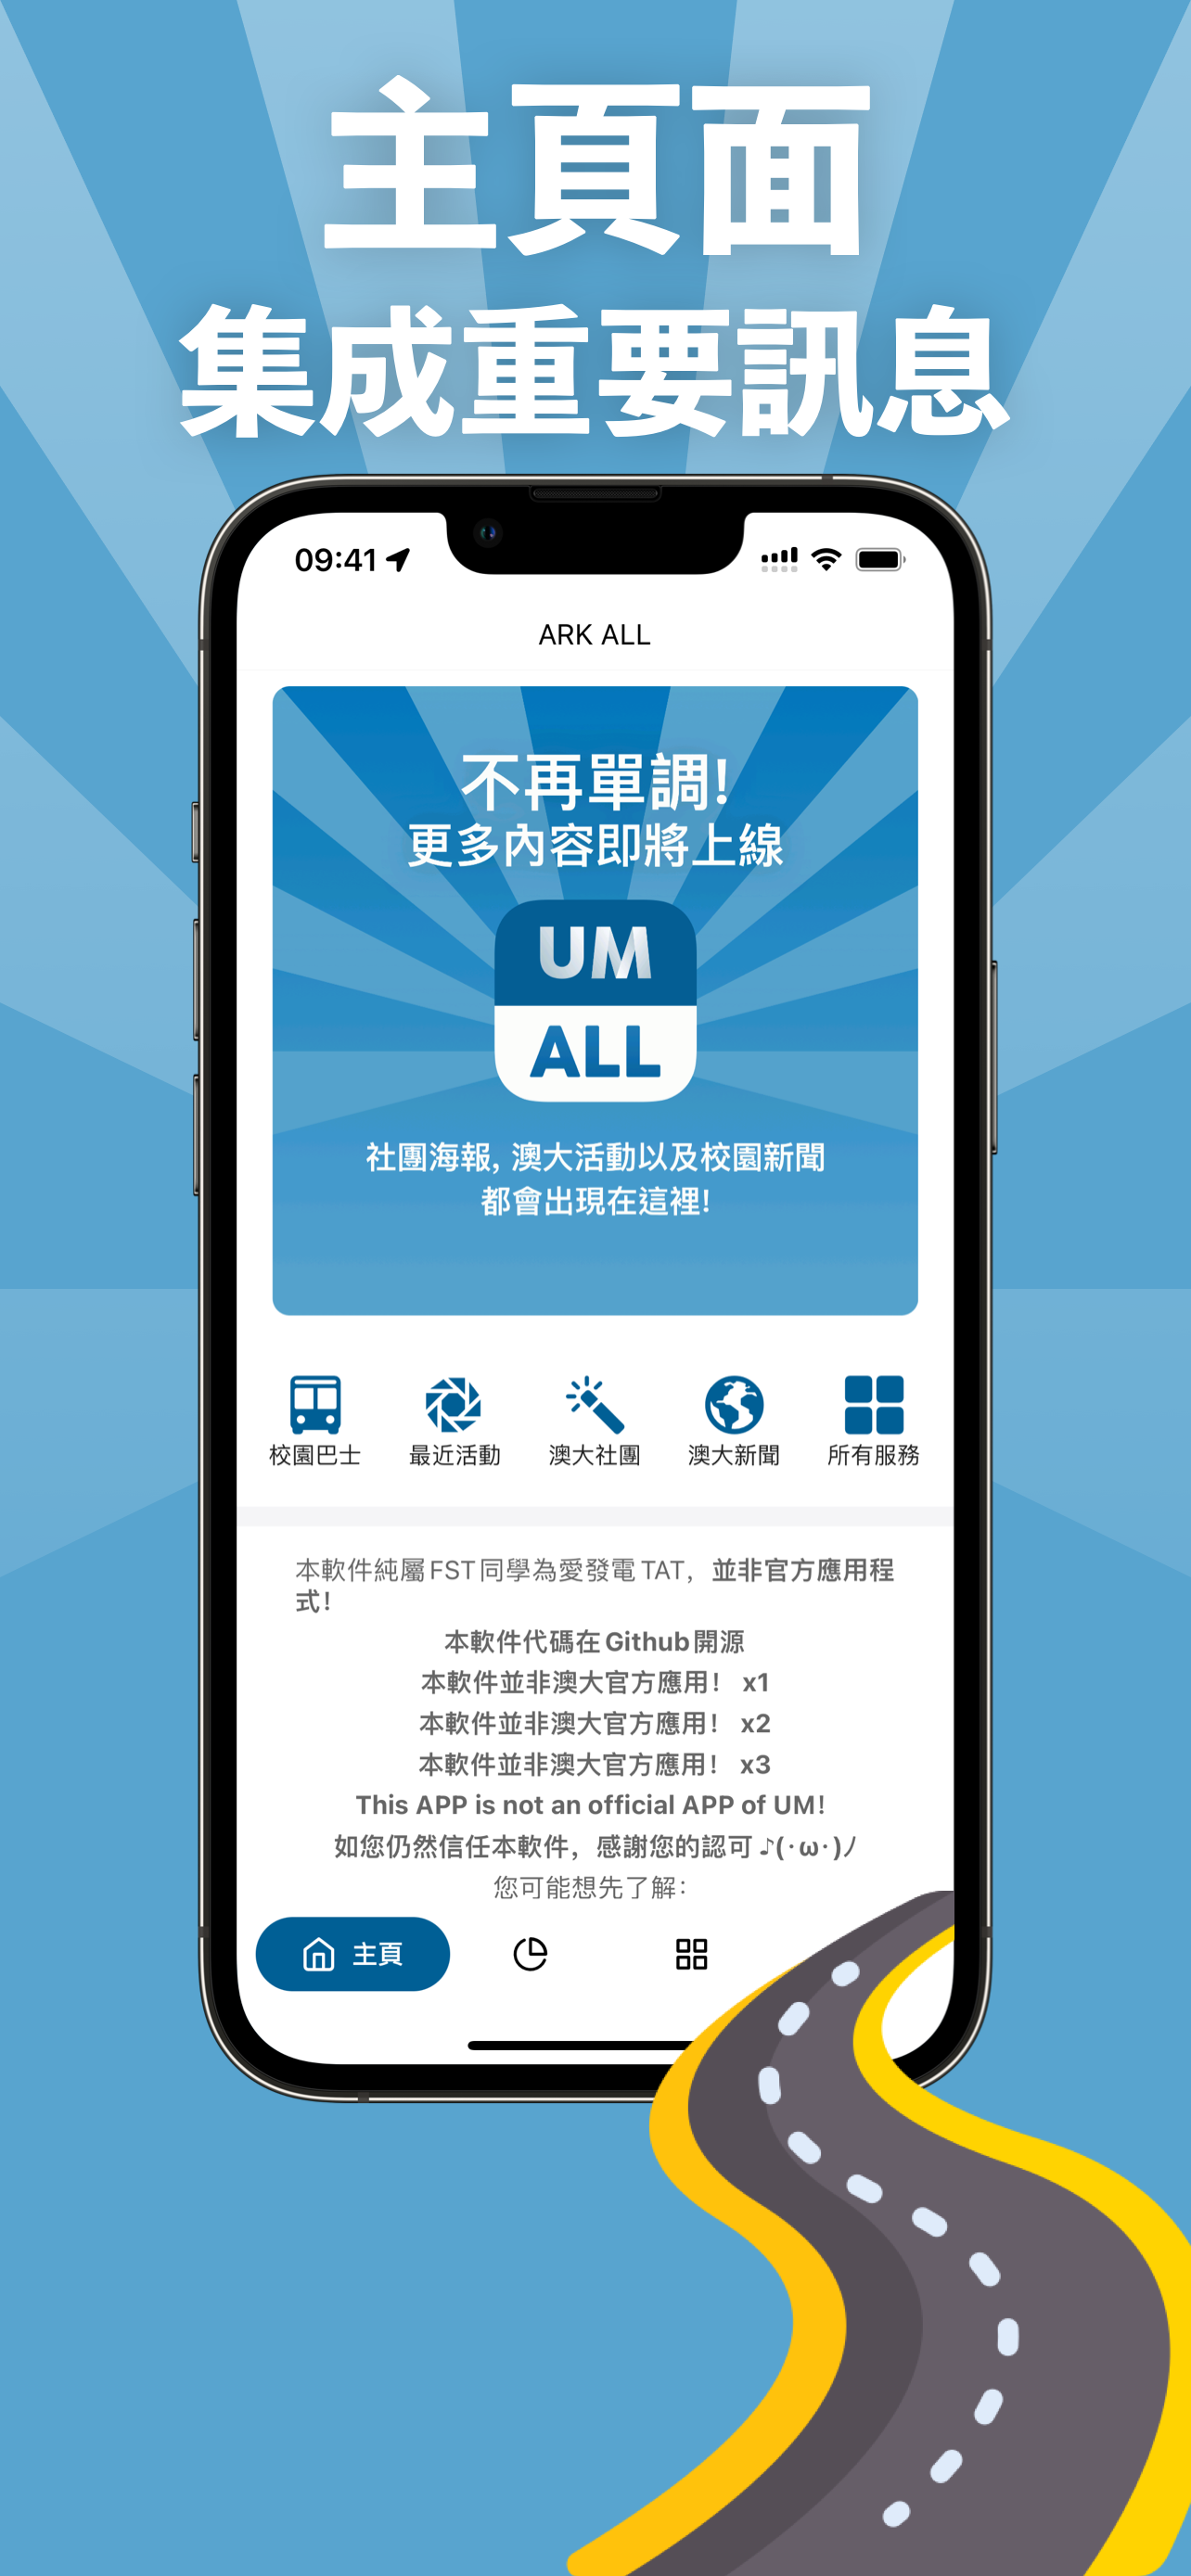 主頁面
集成重要訊息
09:41
ARK ALL
不再單調!
更多內容即將上線
UM
ALL
社團海報, 澳大活動以及校園新聞
都會出現在這裡!
校園巴士
最近活動
澳大社團
澳大新聞
所有服務
本軟件純屬FST同學為愛發電TAT，並非官方應用程
式！
本軟件代碼在Github開源
本軟件並非澳大官方應用！ x1
本軟件並非澳大官方應用！ x2
本軟件並非澳大官方應用！ x3
This APP is not an official APP of UM！
如您仍然信任本軟件，感謝您的認可 ♪(･ω･)ﾉ
您可能想先了解：
主頁